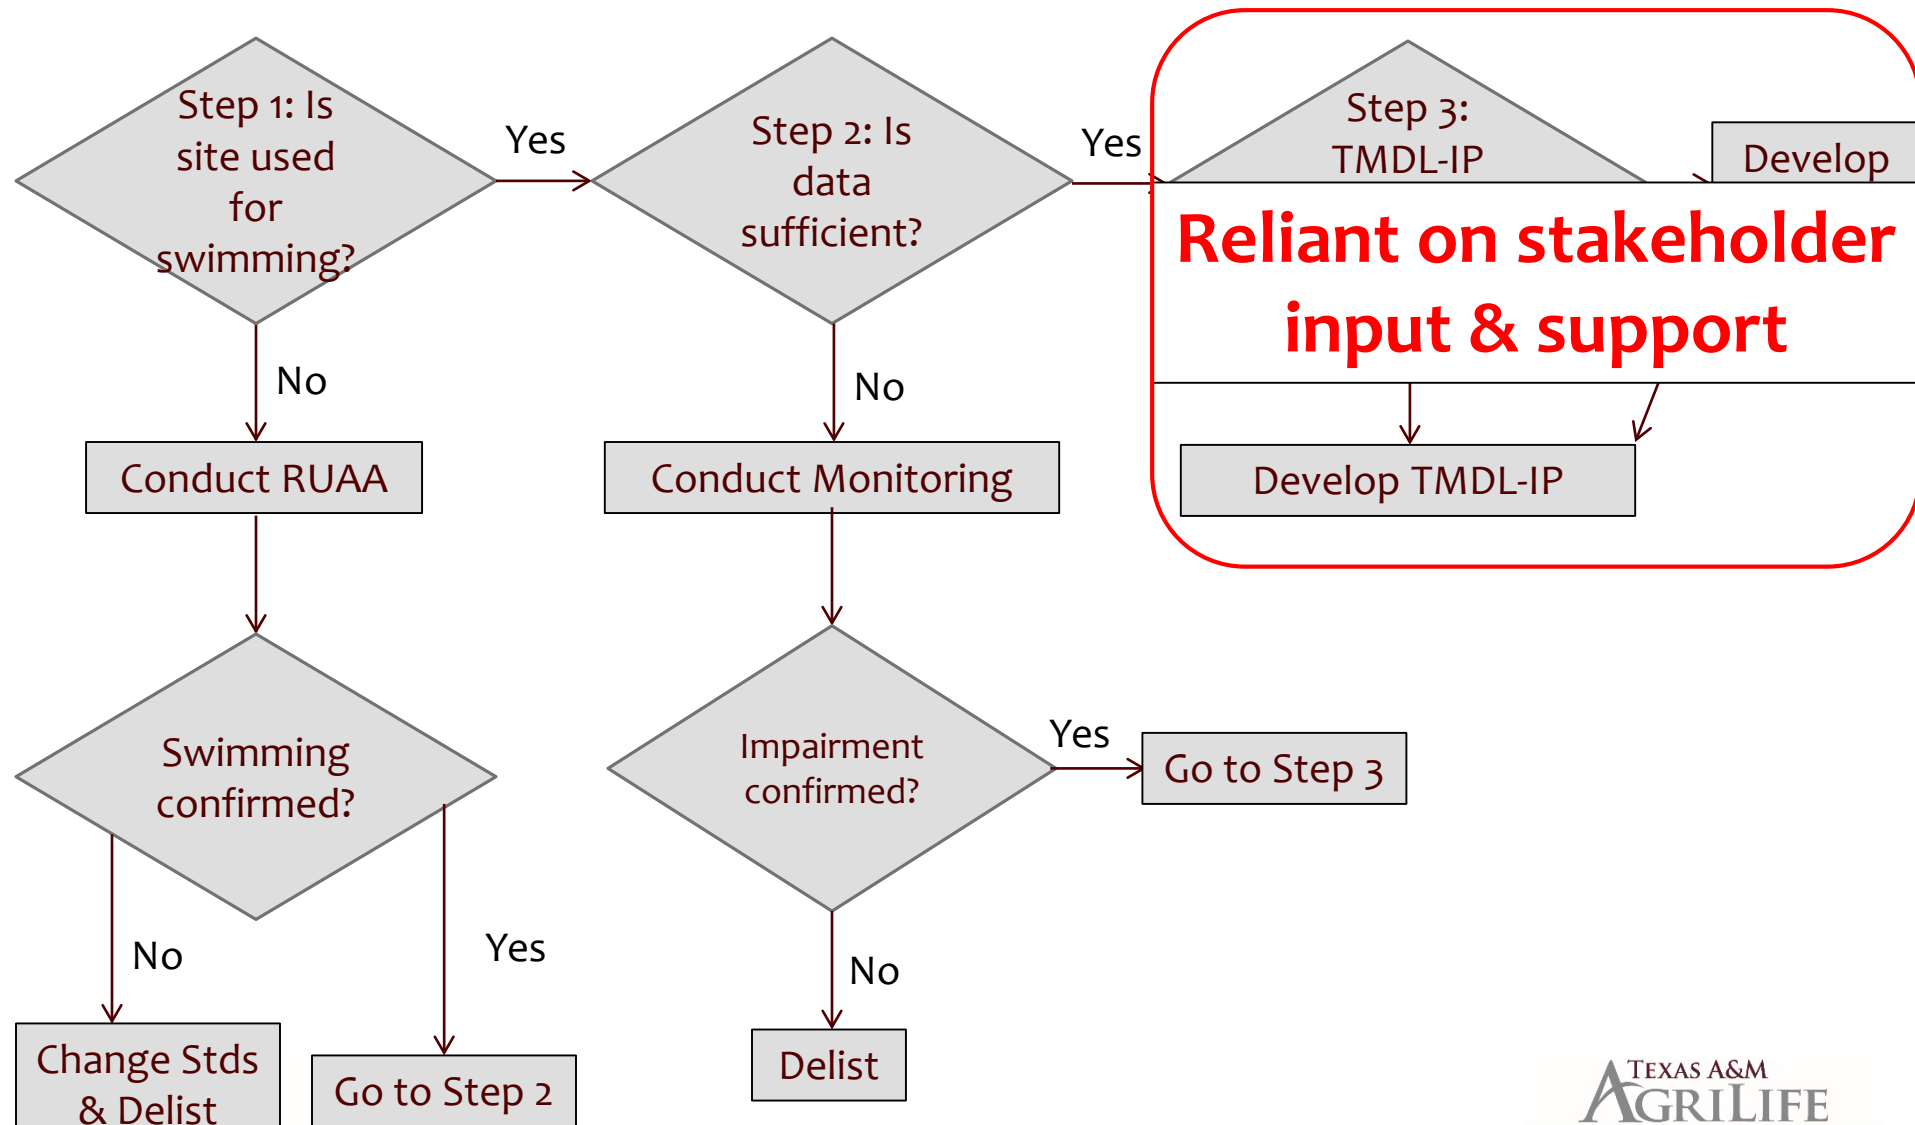 Step 1: Is
site used
for
swimming?
Yes
Step 2: Is
data
sufficient?
Yes
Step 3:
TMDL-IP
Develop
Reliant on stakeholder
input & support
No
No
Conduct RUAA
Conduct Monitoring
Develop TMDL-IP
Swimming
confirmed?
Impairment
confirmed?
Yes
Go to Step 3
No
Yes
No
Change Stds
& Delist
Go to Step 2
Delist
TEXAS A&M
AGRILIFE